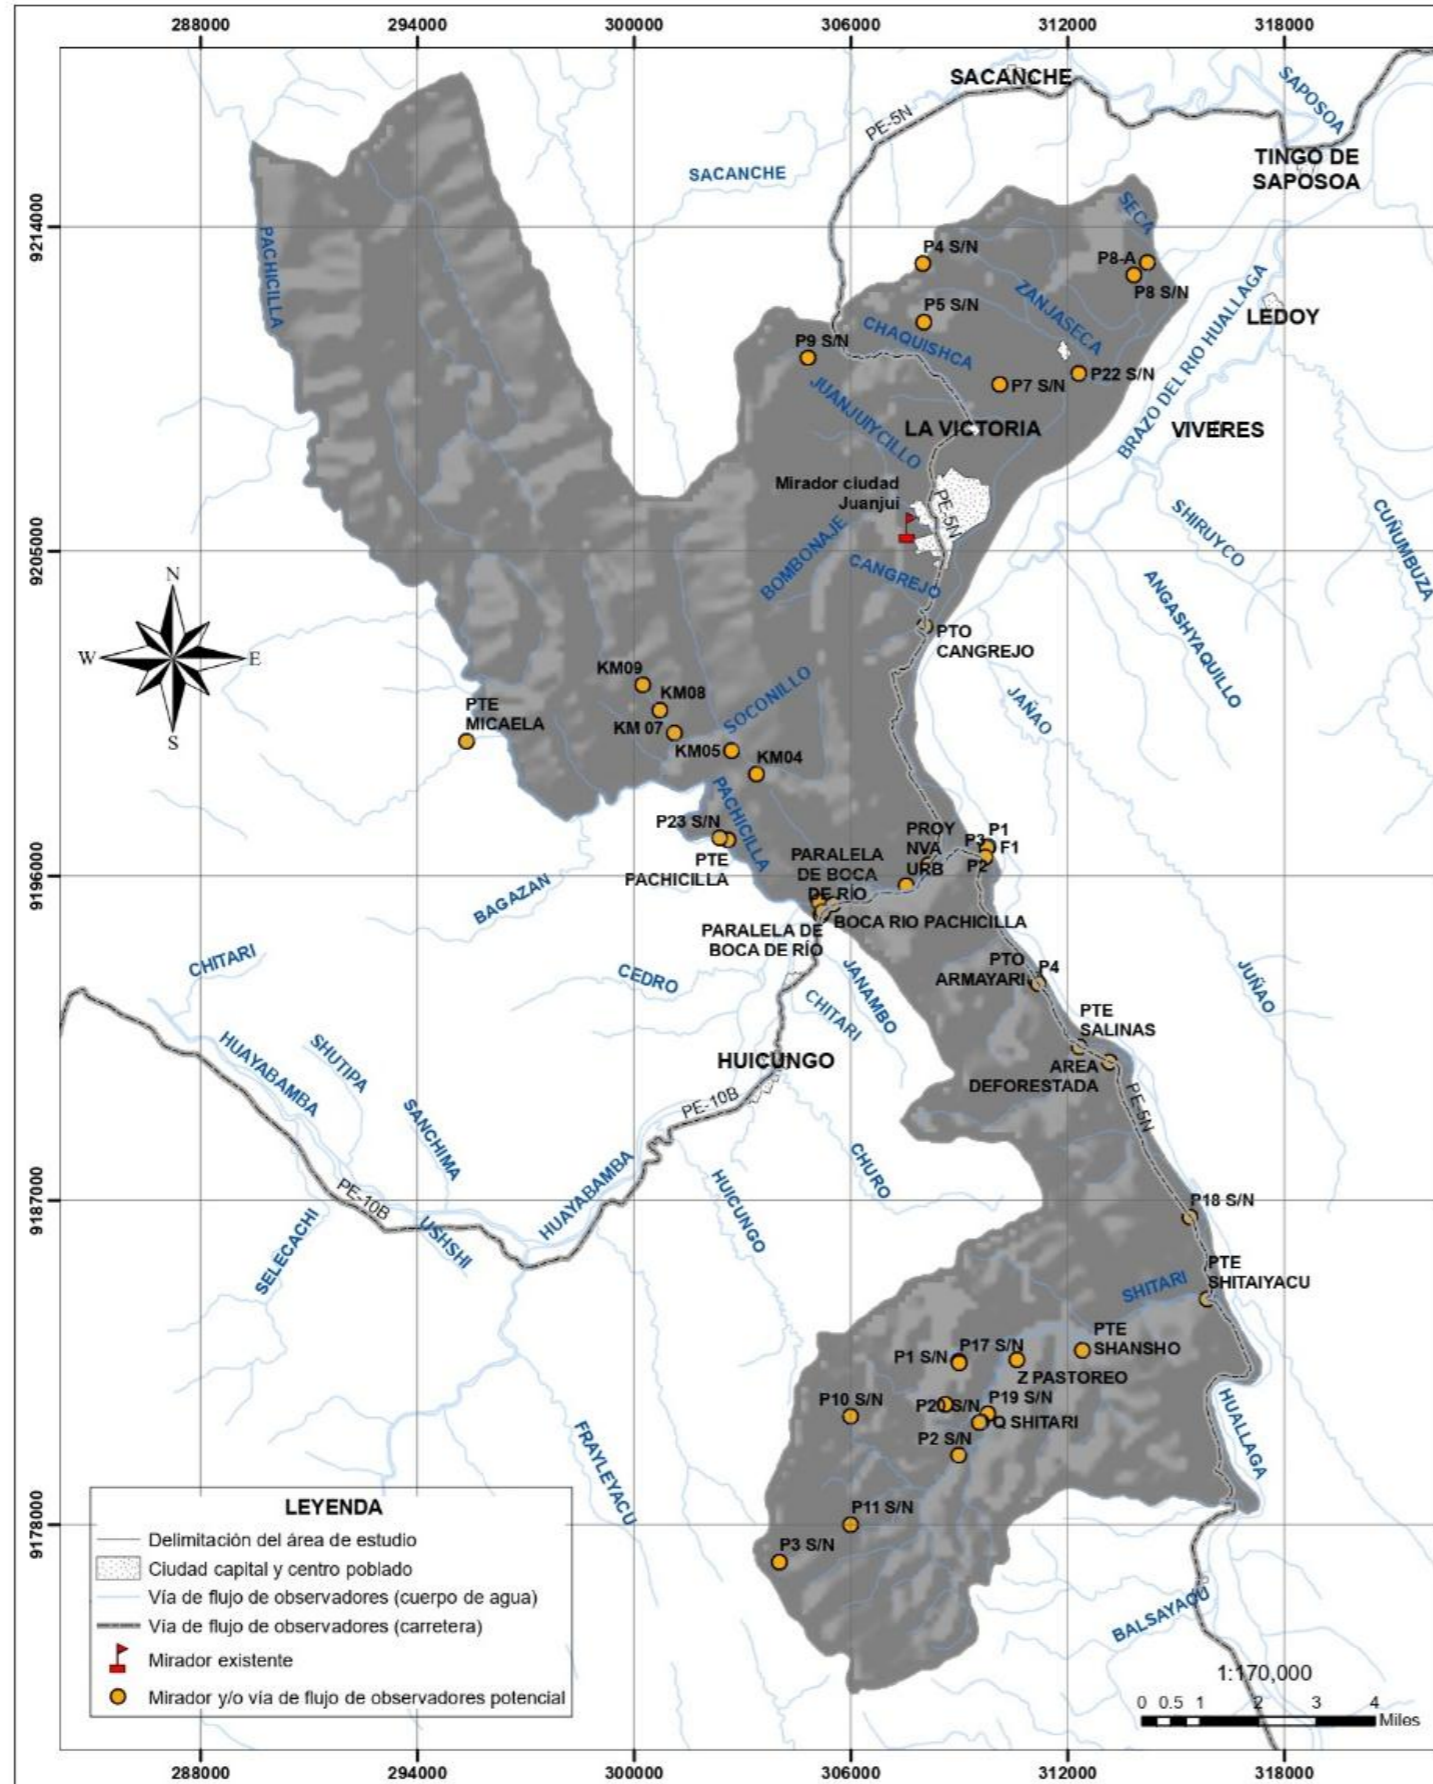 288000 294000 300000 306000 312000 318000
SACANCHE
SAPOSOA
PE-5N
TINGO DE
SAPOSOA
SACANCHE
SECA
9214000
PACHICILLA
P4 S/N
P8-A
P8 S/N
ZANJASECA
LEDOY
P5 S/N
CHAQUISHCA
BRAZO DEL RIO HUALLAGA
P9 S/N
P22 S/N
P7 S/N
JUANJUIYCILLO
LA VICTORIA
VIVERES
Mirador ciudad
Juanjui
PE-5N
SHIRUYCO
CUÑUMBUZA
9205000
BOMBONAJE
CANGREJO
ANGASHYAQUILLO
N
W E
S
PTO
CANGREJO
KM09
KM08
SOCONILLO
JAÑAO
PTE
MICAELA
KM 07
KM05
KM04
PACHICILLA
P23 S/N
PTE
PACHICILLA
PROY
NVA
URB
P1
P3
F1
P2
PARALELA
DE BOCA
DE RÍO
9196000
BAGAZAN
BOCA RIO PACHICILLA
PARALELA DE
BOCA DE RÍO
CHITARI
CEDRO
JANAMBO
PTO
ARMAYARI
P4
JUÑAO
CHITARI
PTE
SALINAS
HUAYABAMBA
SHUTIPA
HUICUNGO
AREA
DEFORESTADA
SANCHIMA
PE-10B
PE-5N
CHURO
HUAYABAMBA
HUICUNGO
9187000
PE-10B
P18 S/N
SELECACHI
USHSHI
PTE
SHITAIYACU
SHITARI
PTE
SHANSHO
P17 S/N
P1 S/N
Z PASTOREO
P10 S/N
P20 S/N
P19 S/N
Q SHITARI
HUALLAGA
P2 S/N
FRAYLEYACU
9178000
P11 S/N
P3 S/N
BALSAYACU
LEYENDA
Delimitación del área de estudio
Ciudad capital y centro poblado
Vía de flujo de observadores (cuerpo de agua)
Vía de flujo de observadores (carretera)
Mirador existente
Mirador y/o vía de flujo de observadores potencial
1:170,000
0 0.5 1 2 3 4
Miles
288000 294000 300000 306000 312000 318000